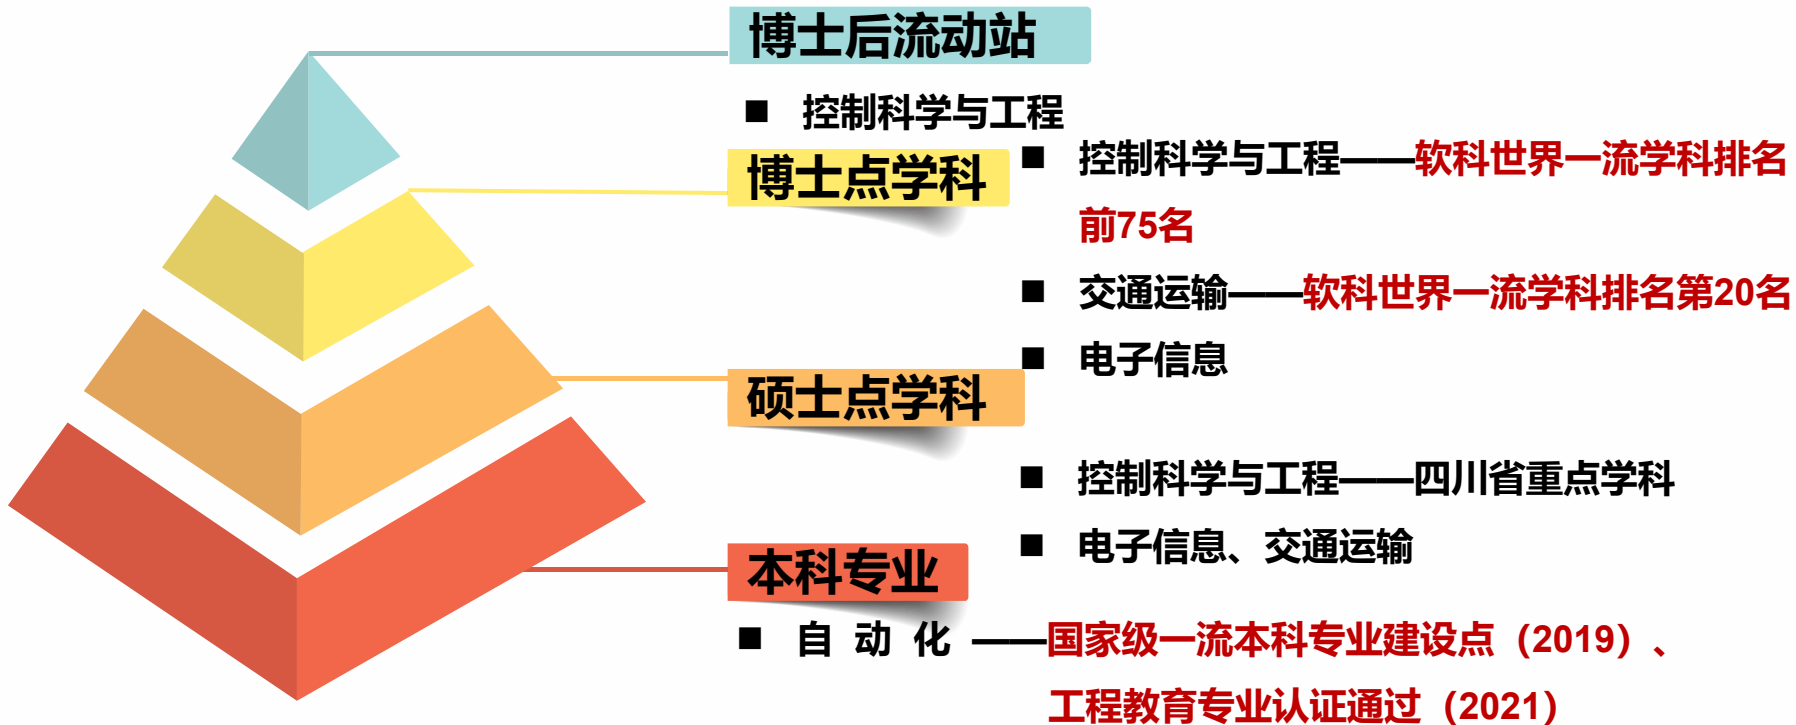 博士后流动站
■ 控制科学与工程
博士点学科
■ 控制科学与工程——软科世界一流学科排名
前75名
■ 交通运输——软科世界一流学科排名第20名
■ 电子信息
硕士点学科
■ 控制科学与工程——四川省重点学科
■ 电子信息、交通运输
本科专业
■ 自 动 化 ——国家级一流本科专业建设点（2019）、
工程教育专业认证通过（2021）